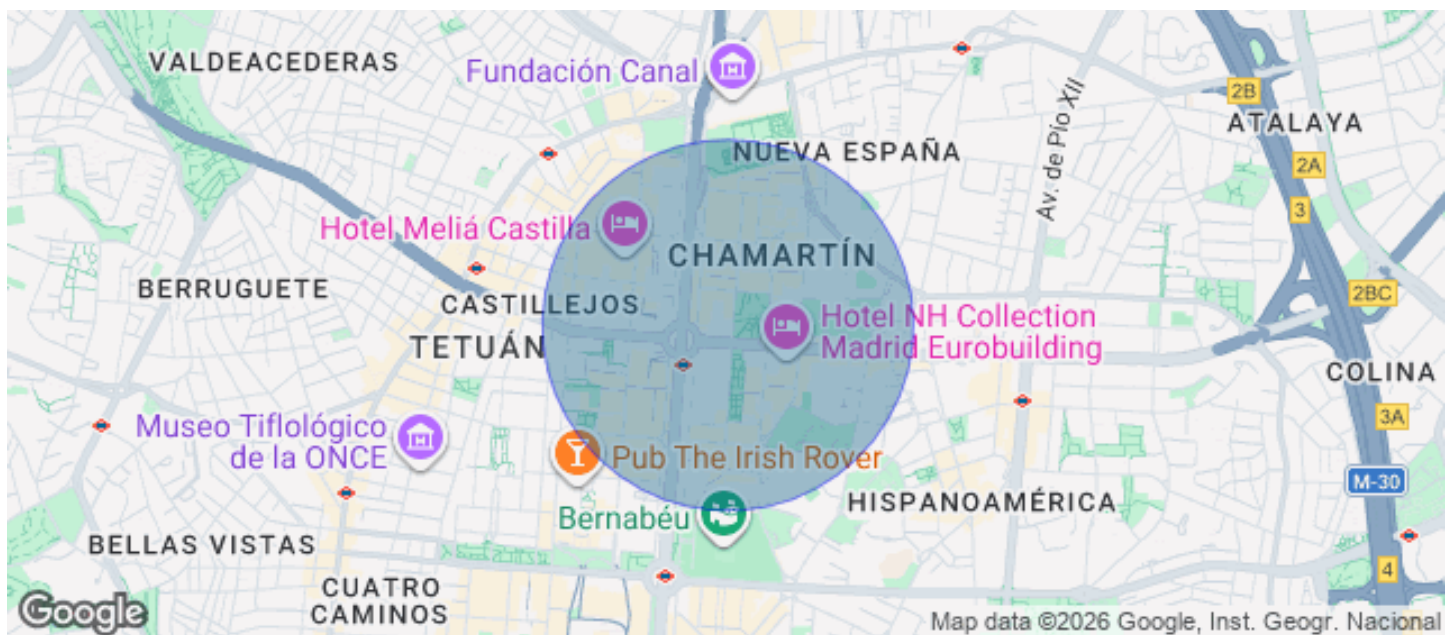 VALDEACEDERAS
Fundación Canal
2B
ATALAYA
NUEVA ESPAÑA
2A
Av. de Pío XII
3
Hotel Meliá Castilla
CHAMARTÍN
BERRUGUETE
CASTILLEJOS
2BC
Hotel NH Collection
Madrid Eurobuilding
TETUÁN
COLINA
3A
Museo Tiflológico
de la ONCE
Pub The Irish Rover
M-30
HISPANOAMÉRICA
Bernabéu
BELLAS VISTAS
4
CUATRO
CAMINOS
Google
Map data ©2026 Google, Inst. Geogr. Nacional